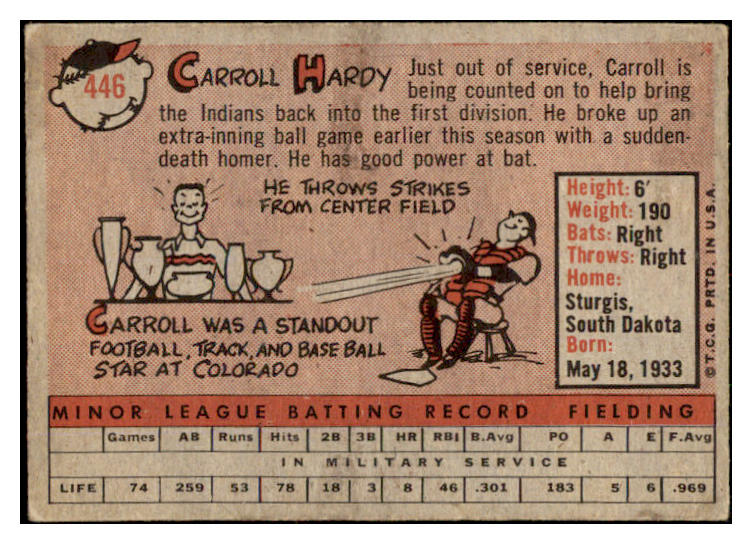 446
CARROLL HARDY
Just out of service, Carroll is
being counted on to help bring
the Indians back into the first division. He broke up an
extra-inning ball game earlier this season with a sudden-
death homer. He has good power at bat.
HE THROWS STRIKES
FROM CENTER FIELD
CARROLL WAS A STANDOUT
FOOTBALL, TRACK, AND BASEBALL
STAR AT COLORADO
Height: 6'
Weight: 190
Bats: Right
Throws: Right
Home:
Sturgis,
South Dakota
Born:
May 18, 1933
© T.C.G. PRTD. IN U.S.A.
MINOR LEAGUE BATTING RECORD FIELDING
Games AB Runs Hits 2B 3B HR RBI B.Avg PO A E F.Avg
IN MILITARY SERVICE
LIFE 74 259 53 78 18 3 8 46 .301 183 5 6 .969